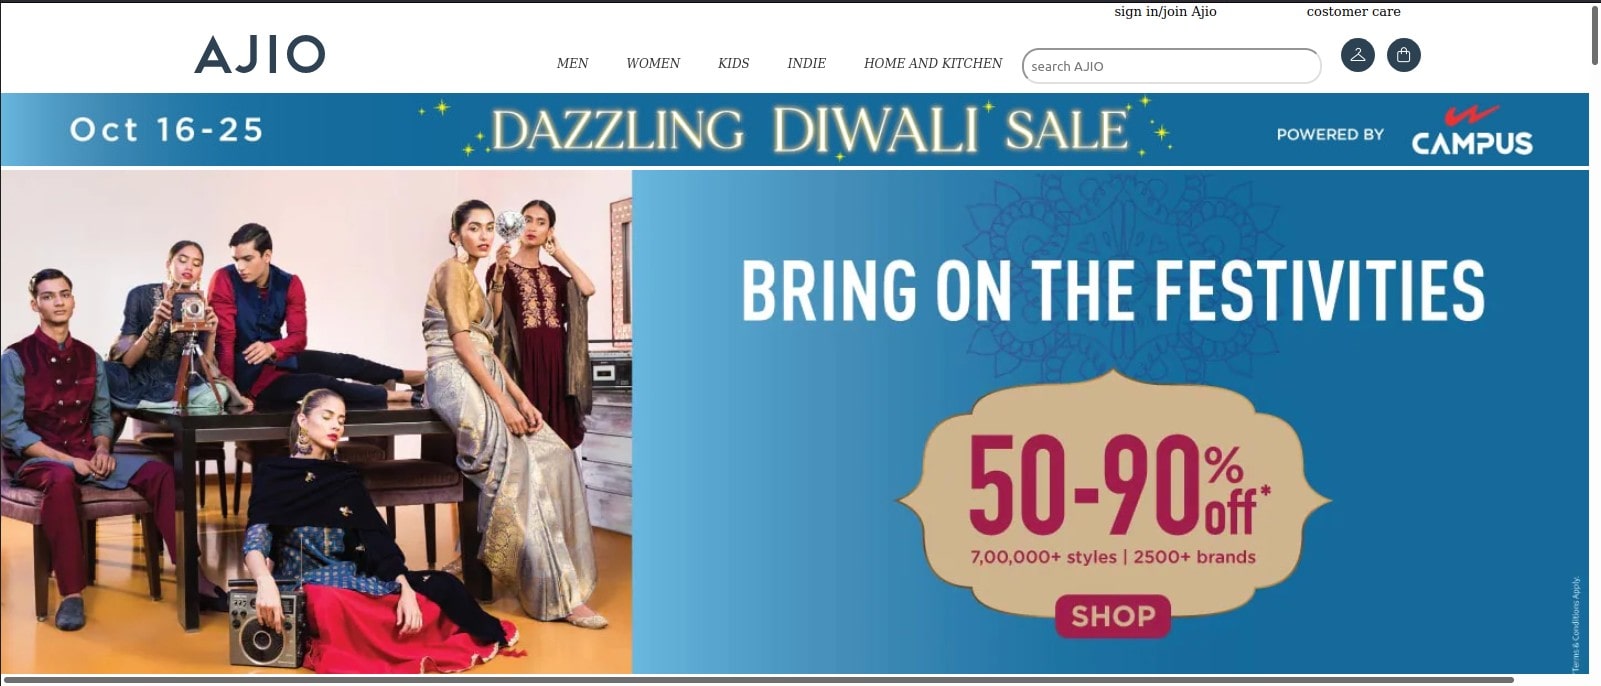 sign in/join Ajio costomer care
AJIO
MEN WOMEN KIDS INDIE HOME AND KITCHEN search AJIO
Oct 16-25 DAZZLING DIWALI SALE POWERED BY CAMPUS
BRING ON THE FESTIVITIES
50-90% off*
7,00,000+ styles | 2500+ brands
SHOP
*Terms & Conditions Apply.